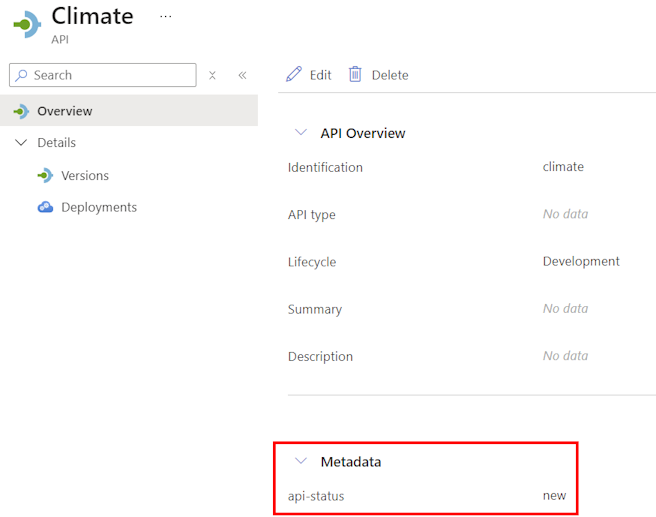 Climate ...
API
Search
Edit Delete
Overview
Details
Versions
Deployments
API Overview
Identification climate
API type No data
Lifecycle Development
Summary No data
Description No data
Metadata
api-status new